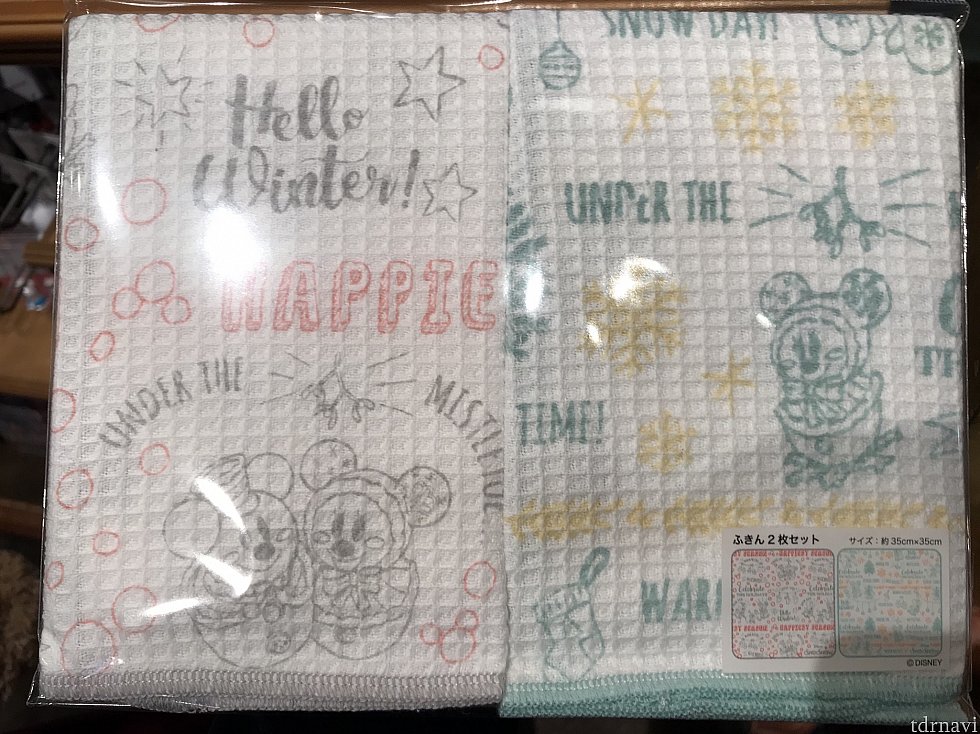 Hello
Winter!
HAPPIE
UNDER THE MISTLETOE
SNOW DAY!
UNDER THE
TIME!
WAR
ふきん2枚セット サイズ：約35cm×35cm
© DISNEY
tdrnavi